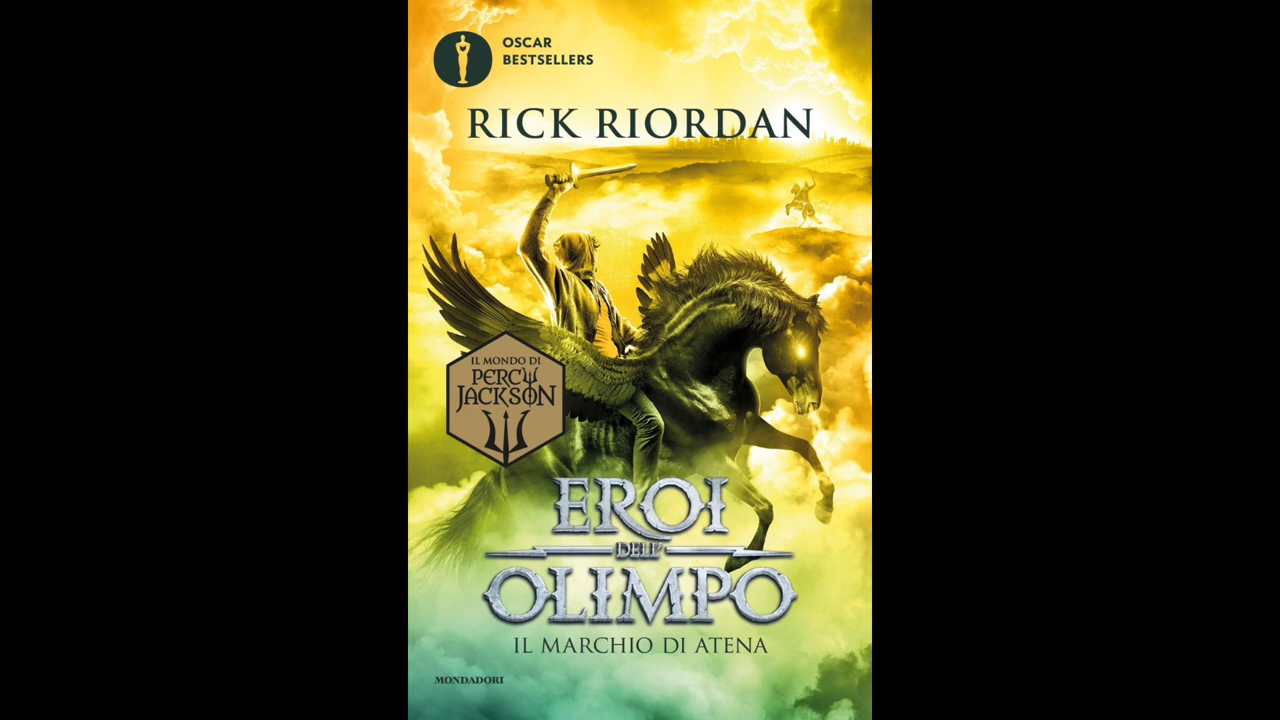 OSCAR
BESTSELLERS
RICK RIORDAN
IL MONDO DI
PERCY
JACKSON
EROI
DELL'
OLIMPO
IL MARCHIO DI ATENA
MONDADORI